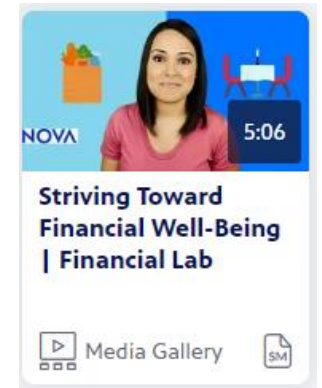 NOVA
5:06
Striving Toward
Financial Well-Being
| Financial Lab
Media Gallery
SM